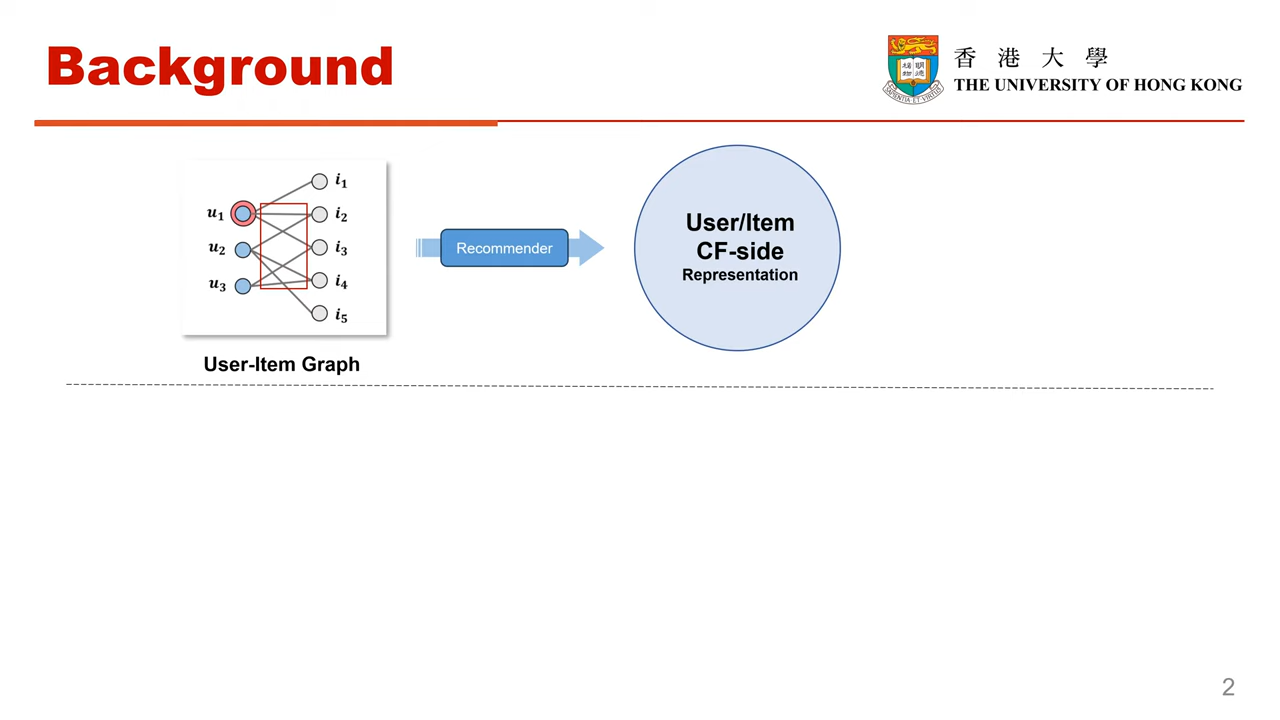 Background
香港大學
THE UNIVERSITY OF HONG KONG
u1
u2
u3
i1
i2
i3
i4
i5
User-Item Graph
Recommender
User/Item
CF-side
Representation
2